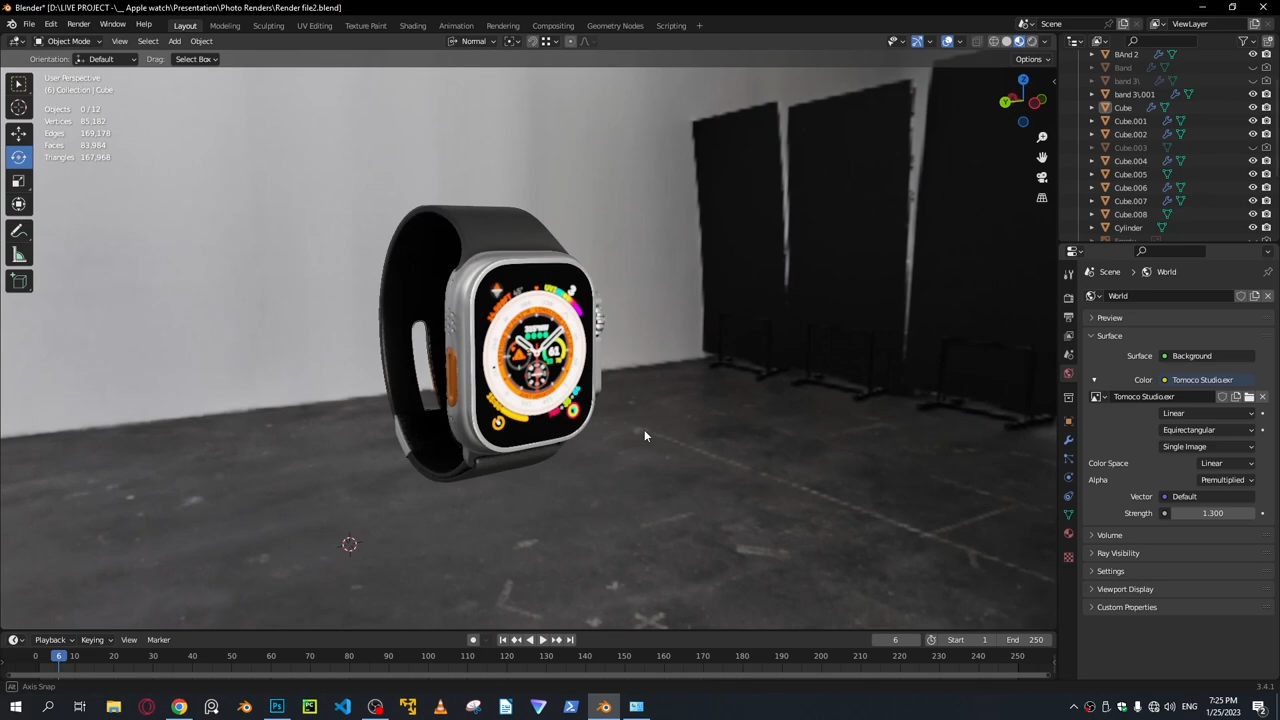 Blender* [D:\LIVE PROJECT - \__ Apple watch\Presentation\Photo Renders\Render file2.blend]
File Edit Render Window Help Layout Modeling Sculpting UV Editing Texture Paint Shading Animation Rendering Compositing Geometry Nodes Scripting + Scene ViewLayer
Object Mode View Select Add Object Normal
Orientation: Default Drag: Select Box Options
User Perspective
(6) Collection | Cube
Objects 0 / 12
Vertices 85,182
Edges 169,178
Faces 83,984
Triangles 167,968
Z
Y
BAnd 2
Band
band 3\
band 3\.001
Cube
Cube.001
Cube.002
Cube.003
Cube.004
Cube.005
Cube.006
Cube.007
Cube.008
Cylinder
Scene > World
World
Preview
Surface
Surface Background
Color Tomoco Studio.exr
Tomoco Studio.exr
Linear
Equirectangular
Single Image
Color Space Linear
Alpha Premultiplied
Vector Default
Strength 1.300
Volume
Ray Visibility
Settings
Viewport Display
Custom Properties
Playback Keying View Marker 6 Start 1 End 250
0 6 10 20 30 40 50 60 70 80 90 100 110 120 130 140 150 160 170 180 190 200 210 220 230 240 250
Alt Axis Snap 3.4.1
Ps PC ENG 7:25 PM
1/25/2023